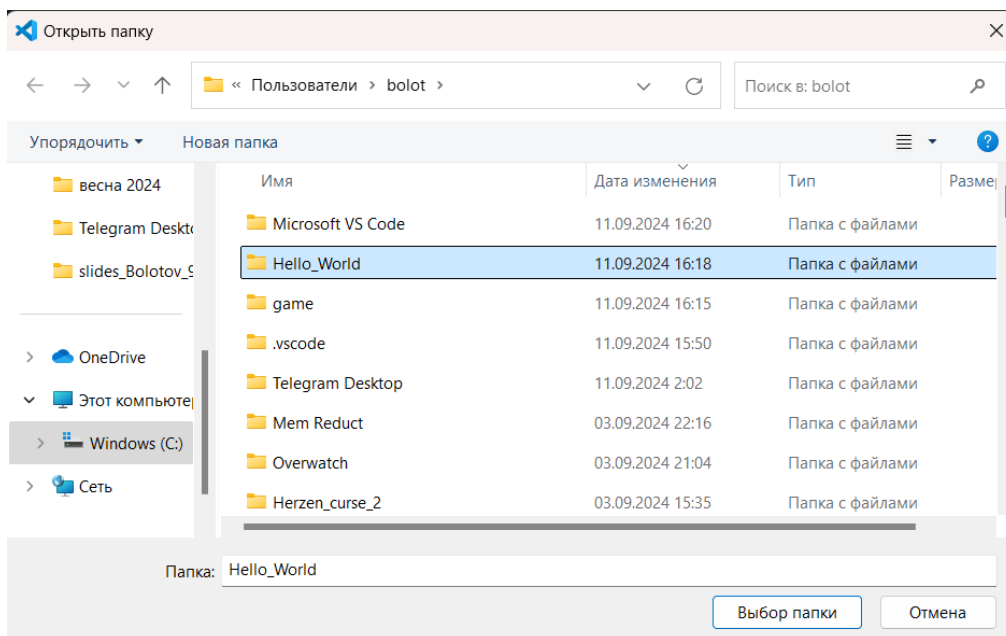 Открыть папку
« Пользователи > bolot >
Поиск в: bolot
Упорядочить Новая папка
Имя Дата изменения Тип Размер
весна 2024
Telegram Deskto
slides_Bolotov_9
OneDrive
Этот компьютер
Windows (C:)
Сеть
Microsoft VS Code 11.09.2024 16:20 Папка с файлами
Hello_World 11.09.2024 16:18 Папка с файлами
game 11.09.2024 16:15 Папка с файлами
.vscode 11.09.2024 15:50 Папка с файлами
Telegram Desktop 11.09.2024 2:02 Папка с файлами
Mem Reduct 03.09.2024 22:16 Папка с файлами
Overwatch 03.09.2024 21:04 Папка с файлами
Herzen_curse_2 03.09.2024 15:35 Папка с файлами
Папка: Hello_World
Выбор папки Отмена